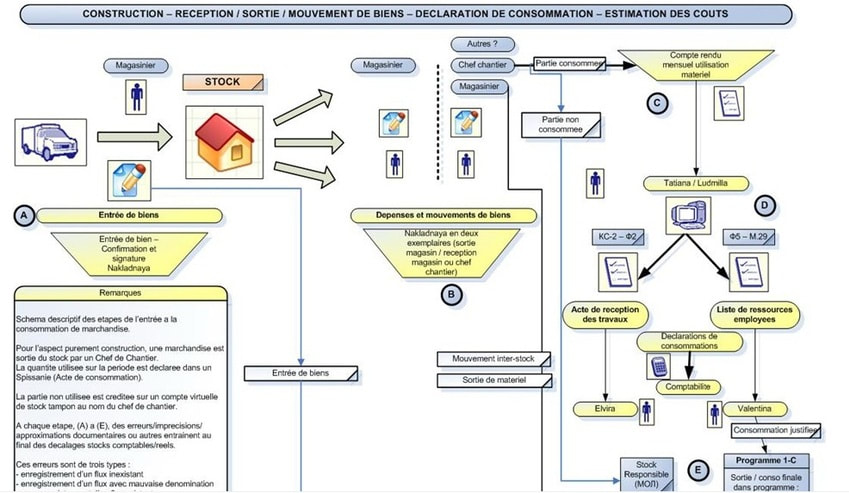 CONSTRUCTION – RECEPTION / SORTIE / MOUVEMENT DE BIENS – DECLARATION DE CONSOMMATION – ESTIMATION DES COUTS
Magasinier
STOCK
Magasinier
Autres ?
Chef chantier
Magasinier
Partie consommee
Compte rendu
mensuel utilisation
materiel
C
Partie non
consommee
Tatiana / Ludmilla
D
A
Entrée de biens
Entrée de bien –
Confirmation et
signature
Nakladnaya
Depenses et mouvements de biens
Nakladnaya en deux
exemplaires (sortie
magasin / reception
magasin ou chef
chantier)
B
КС-2 – Ф2
Ф5 – М.29
Acte de reception
des travaux
Liste de ressources
employees
Declarations de
consommations
Comptabilite
Elvira
Valentina
Consommation justifiee
Remarques
Schema descriptif des etapes de l'entrée a la
consommation de marchandise.
Pour l'aspect purement construction, une marchandise est
sortie du stock par un Chef de Chantier.
La quantite utilisee sur la periode est declaree dans un
Spissanie (Acte de consommation).
La partie non utilisee est creditee sur un compte virtuelle
de stock tampon au nom du chef de chantier.
A chaque etape, (A) a (E), des erreurs/imprecisions/
approximations documentaires ou autres entrainent au
final des decalages stocks comptables/reels.
Ces erreurs sont de trois types :
- enregistrement d'un flux inexistant
- enregistrement d'un flux avec mauvaise denomination
Entrée de biens
Mouvement inter-stock
Sortie de materiel
Stock
Responsible
(МОЛ)
E
Programme 1-C
Sortie / conso finale
dans programme :